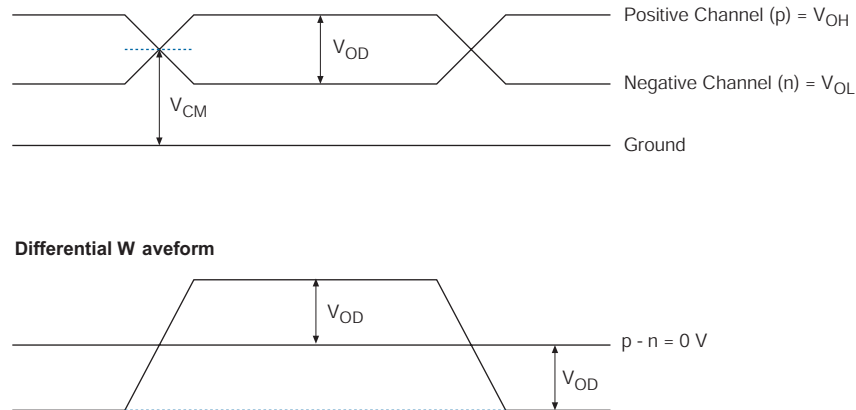 Positive Channel (p) = VOH
VOD
Negative Channel (n) = VOL
VCM
Ground
Differential W aveform
VOD
p - n = 0 V
VOD